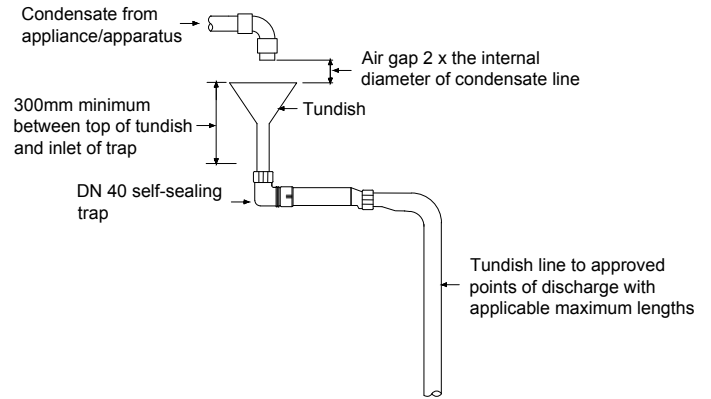 Condensate from
appliance/apparatus
Air gap 2 x the internal
diameter of condensate line
300mm minimum
between top of tundish
and inlet of trap
Tundish
DN 40 self-sealing
trap
Tundish line to approved
points of discharge with
applicable maximum lengths